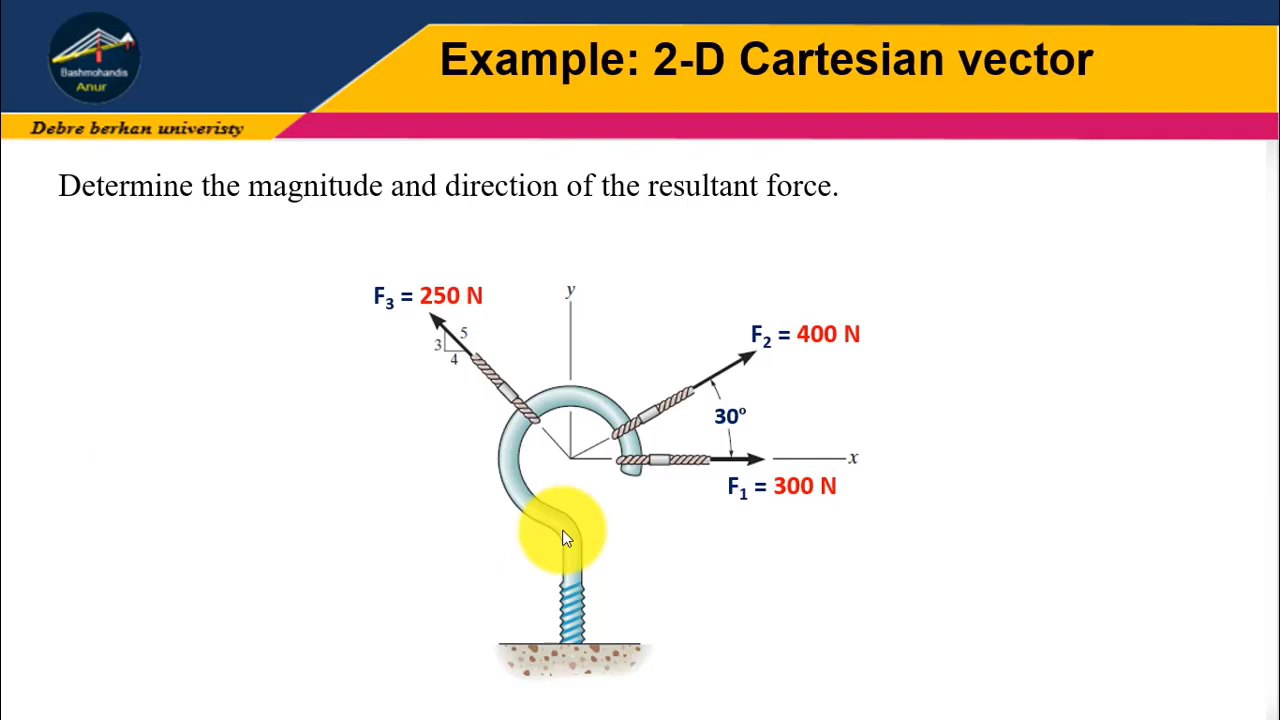 Example: 2-D Cartesian vector
Bashmohandis
Anur
Debre berhan univeristy
Determine the magnitude and direction of the resultant force.
F₃ = 250 N
y
5
3
4
F₂ = 400 N
30º
x
F₁ = 300 N